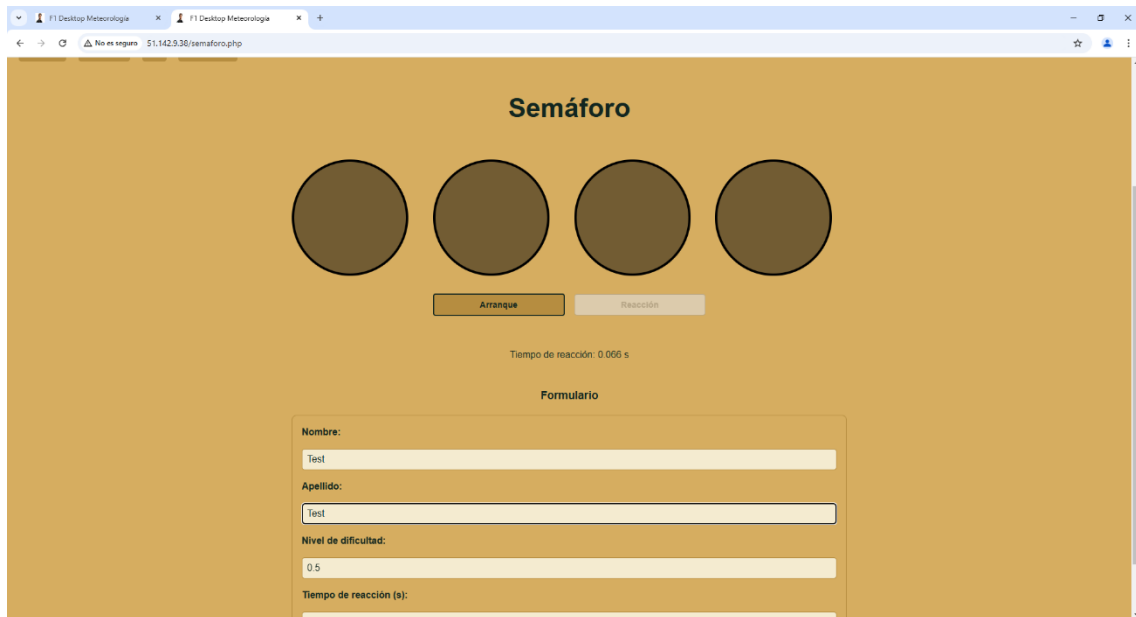 F1 Desktop Meteorología
F1 Desktop Meteorología
No es seguro 51.142.9.38/semaforo.php
Semáforo
Arranque
Reacción
Tiempo de reacción: 0.066 s
Formulario
Nombre:
Test
Apellido:
Test
Nivel de dificultad:
0.5
Tiempo de reacción (s):